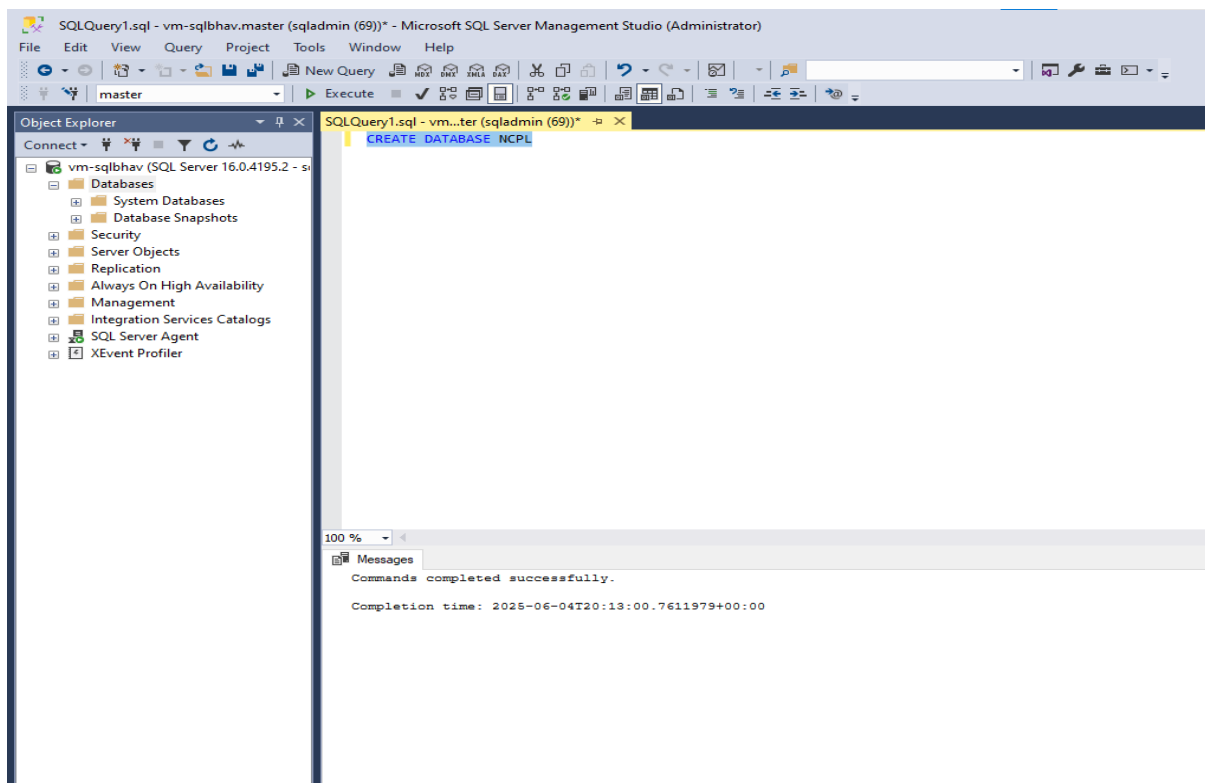 SQLQuery1.sql - vm-sqlbhav.master (sqladmin (69))* - Microsoft SQL Server Management Studio (Administrator)
File Edit View Query Project Tools Window Help
New Query MDX DMX XMLA DAX
master Execute
Object Explorer
Connect
vm-sqlbhav (SQL Server 16.0.4195.2 -
Databases
System Databases
Database Snapshots
Security
Server Objects
Replication
Always On High Availability
Management
Integration Services Catalogs
SQL Server Agent
XEvent Profiler
SQLQuery1.sql - vm...ter (sqladmin (69))*
CREATE DATABASE NCPL
100 %
Messages
Commands completed successfully.
Completion time: 2025-06-04T20:13:00.7611979+00:00